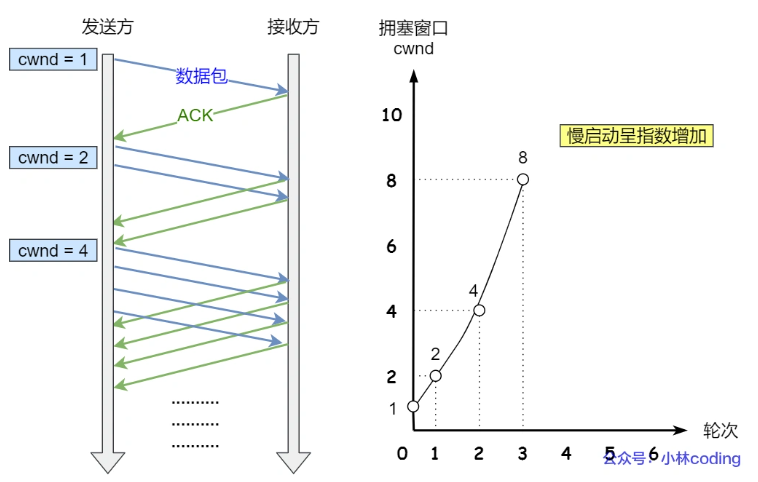 发送方
接收方
cwnd = 1
数据包
ACK
cwnd = 2
cwnd = 4
..........
..........
..........
拥塞窗口
cwnd
10
8
6
4
2
1
慢启动呈指数增加
8
4
2
轮次
0 1 2 3 4 5 6
公众号：小林coding